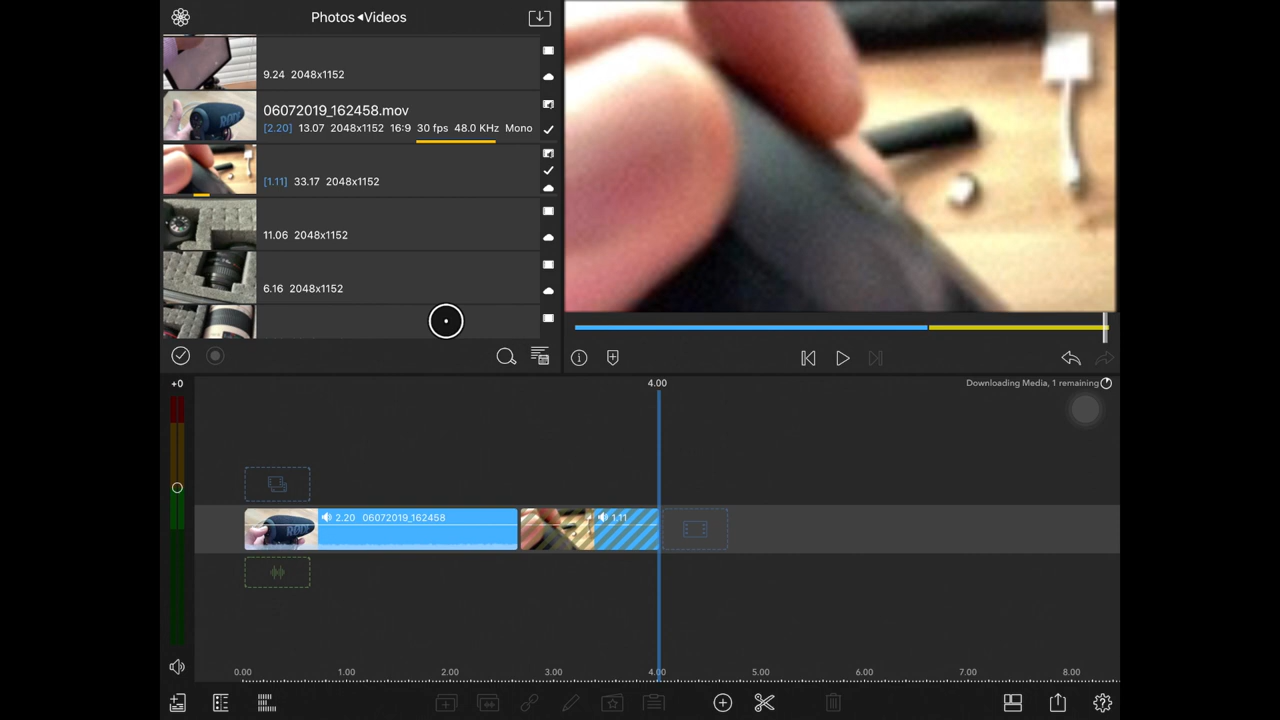 Photos◂Videos
9.24 2048x1152
06072019_162458.mov
[2.20] 13.07 2048x1152 16:9 30 fps 48.0 KHz Mono
[1.11] 33.17 2048x1152
11.06 2048x1152
6.16 2048x1152
+0
4.00
Downloading Media, 1 remaining
2.20 06072019_162458
1.11
0.00 1.00 2.00 3.00 4.00 5.00 6.00 7.00 8.00